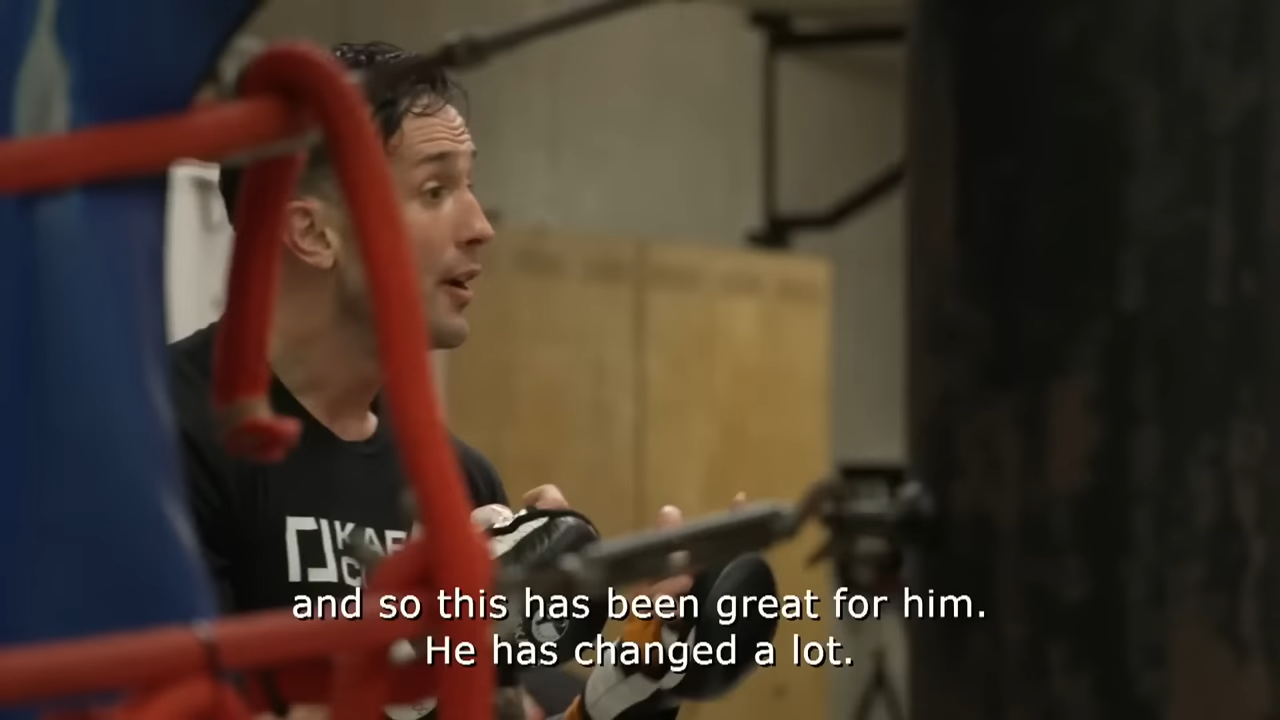 and so this has been great for him.
He has changed a lot.